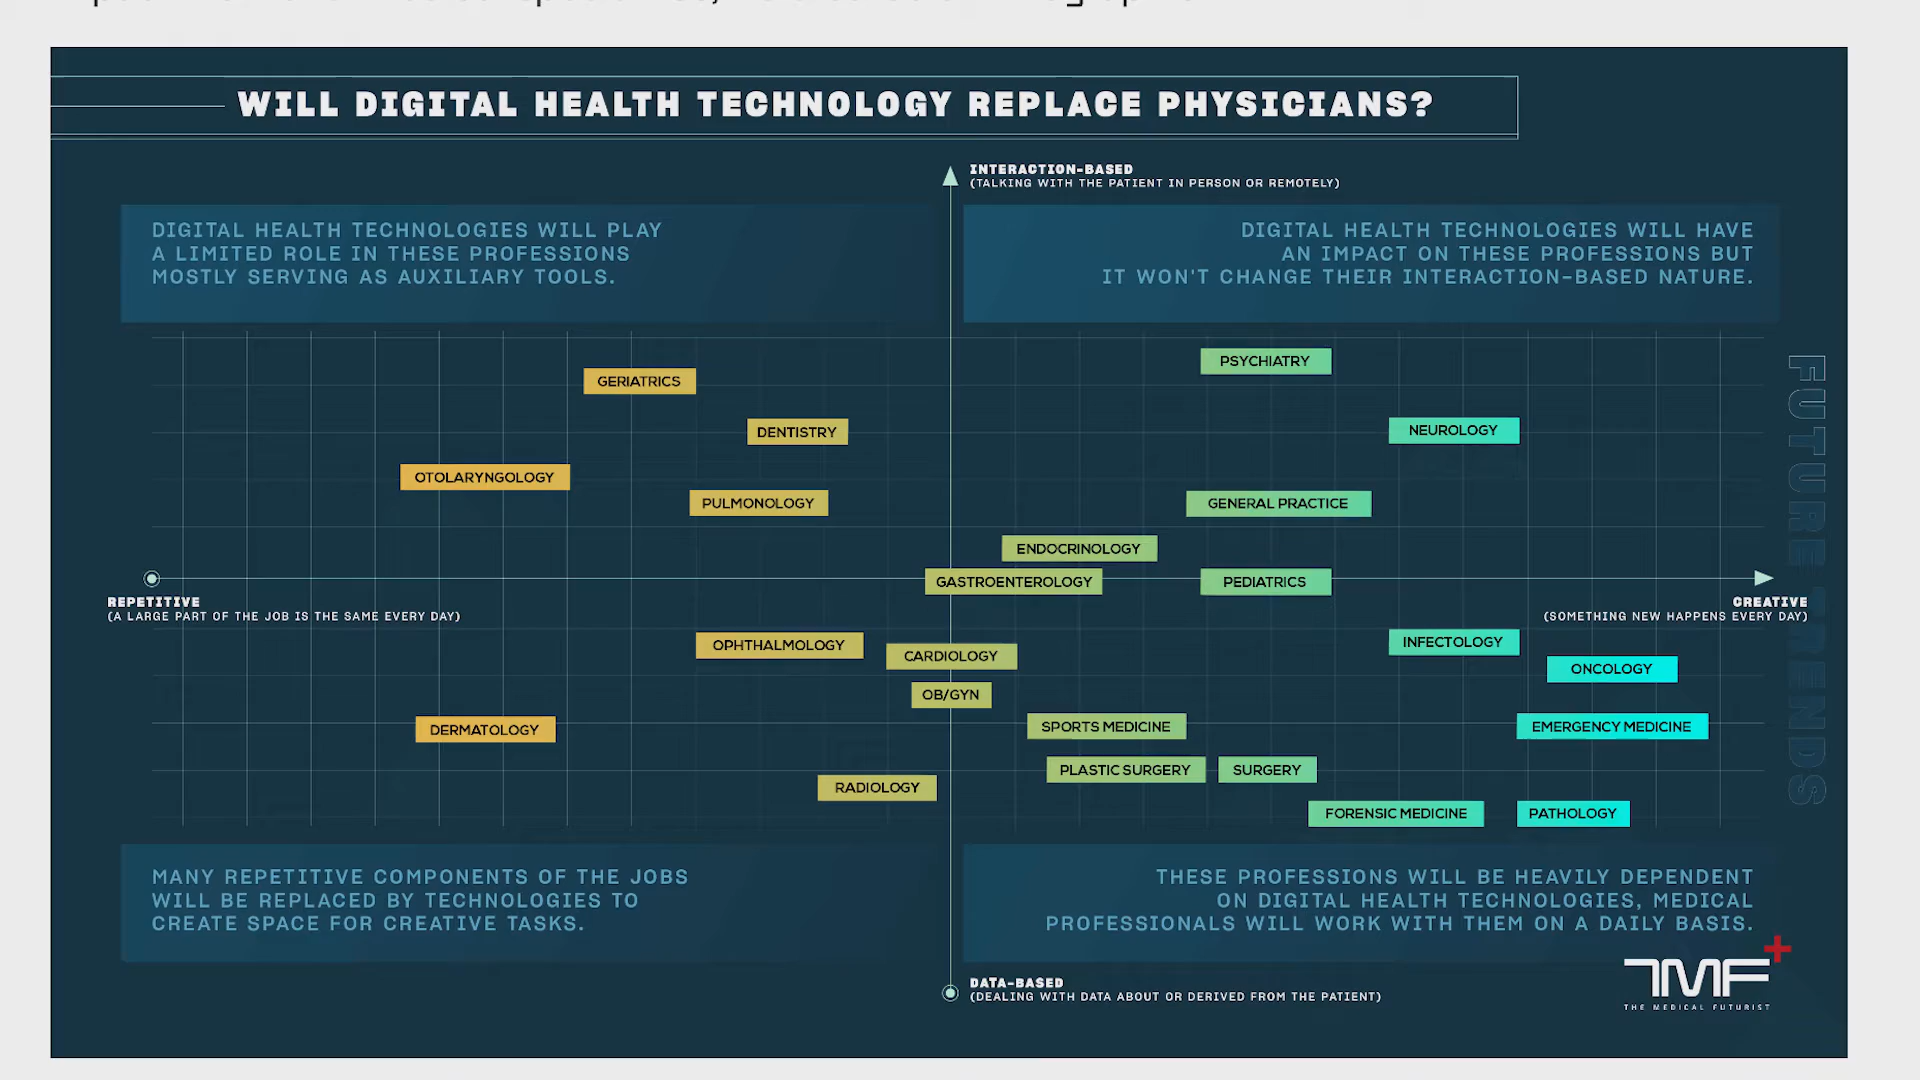 WILL DIGITAL HEALTH TECHNOLOGY REPLACE PHYSICIANS?
INTERACTION-BASED
(TALKING WITH THE PATIENT IN PERSON OR REMOTELY)
DIGITAL HEALTH TECHNOLOGIES WILL PLAY
A LIMITED ROLE IN THESE PROFESSIONS
MOSTLY SERVING AS AUXILIARY TOOLS.
DIGITAL HEALTH TECHNOLOGIES WILL HAVE
AN IMPACT ON THESE PROFESSIONS BUT
IT WON'T CHANGE THEIR INTERACTION-BASED NATURE.
PSYCHIATRY
GERIATRICS
NEUROLOGY
DENTISTRY
OTOLARYNGOLOGY
PULMONOLOGY
GENERAL PRACTICE
ENDOCRINOLOGY
GASTROENTEROLOGY
PEDIATRICS
REPETITIVE
(A LARGE PART OF THE JOB IS THE SAME EVERY DAY)
CREATIVE
(SOMETHING NEW HAPPENS EVERY DAY)
FUTURE TRENDS
OPHTHALMOLOGY
CARDIOLOGY
INFECTOLOGY
ONCOLOGY
OB/GYN
DERMATOLOGY
SPORTS MEDICINE
EMERGENCY MEDICINE
PLASTIC SURGERY
SURGERY
RADIOLOGY
FORENSIC MEDICINE
PATHOLOGY
MANY REPETITIVE COMPONENTS OF THE JOBS
WILL BE REPLACED BY TECHNOLOGIES TO
CREATE SPACE FOR CREATIVE TASKS.
THESE PROFESSIONS WILL BE HEAVILY DEPENDENT
ON DIGITAL HEALTH TECHNOLOGIES, MEDICAL
PROFESSIONALS WILL WORK WITH THEM ON A DAILY BASIS.
DATA-BASED
(DEALING WITH DATA ABOUT OR DERIVED FROM THE PATIENT)
TMF
THE MEDICAL FUTURIST